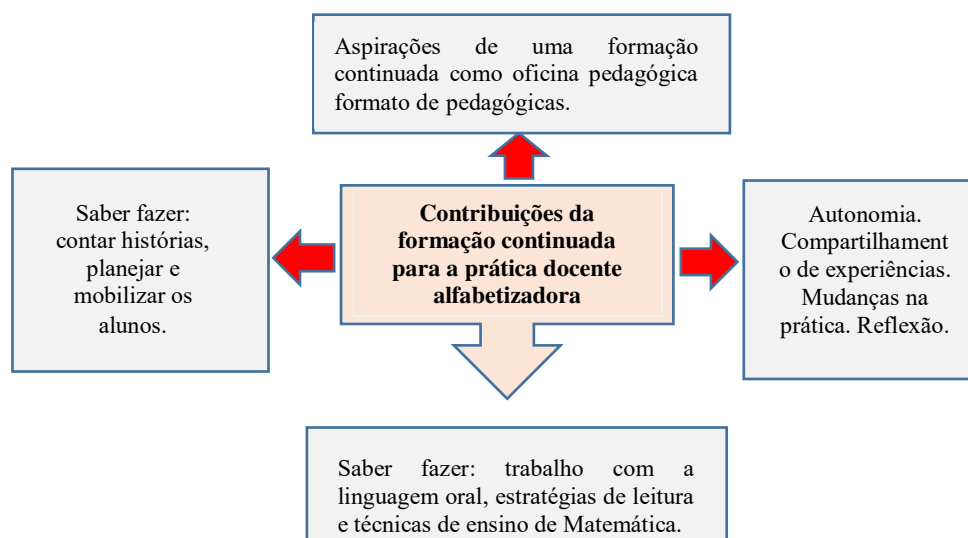 Aspirações de uma formação
continuada como oficina pedagógica
formato de pedagógicas.
Saber fazer:
contar histórias,
planejar e
mobilizar os
alunos.
Contribuições da
formação continuada
para a prática docente
alfabetizadora
Autonomia.
Compartilhament
o de experiências.
Mudanças na
prática. Reflexão.
Saber fazer: trabalho com a
linguagem oral, estratégias de leitura
e técnicas de ensino de Matemática.